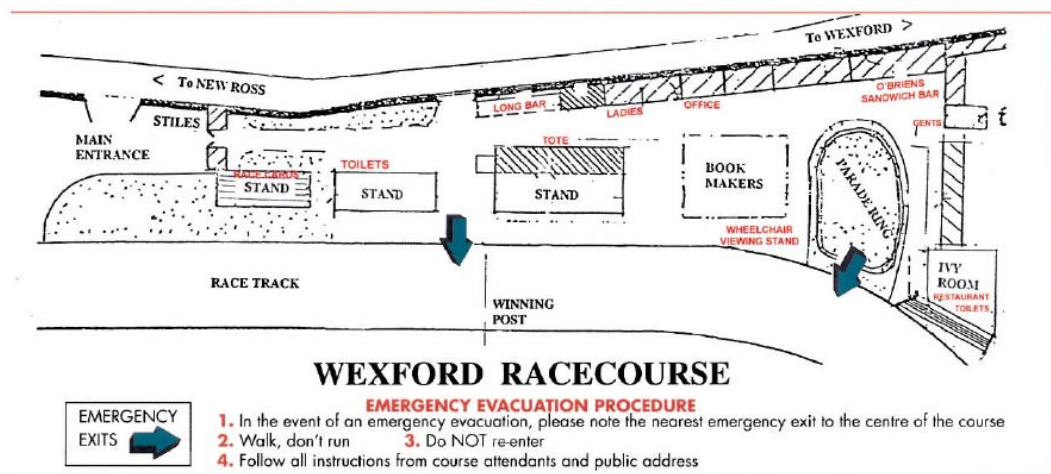 To WEXFORD >
< To NEW ROSS
O'BRIENS
SANDWICH BAR
LONG BAR
LADIES
OFFICE
STILES
GENTS
MAIN
ENTRANCE
TOTE
TOILETS
RACE CARDS
STAND
STAND
STAND
BOOK
MAKERS
PARADE RING
WHEELCHAIR
VIEWING STAND
IVY
ROOM
RESTAURANT
TOILETS
RACE TRACK
WINNING
POST
WEXFORD RACECOURSE
EMERGENCY EVACUATION PROCEDURE
EMERGENCY
EXITS
1. In the event of an emergency evacuation, please note the nearest emergency exit to the centre of the course
2. Walk, don't run 3. Do NOT re-enter
4. Follow all instructions from course attendants and public address